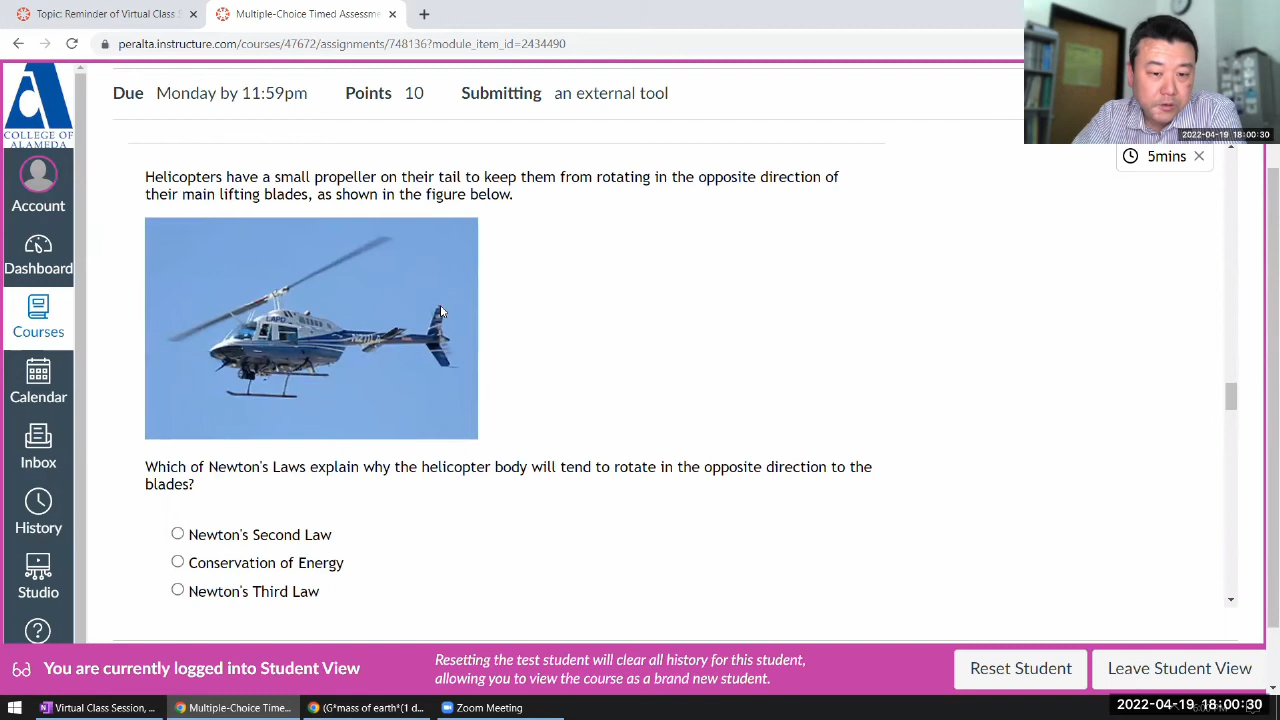 Topic: Reminder of Virtual Class S
Multiple-Choice Timed Assessme
peralta.instructure.com/courses/47672/assignments/748136?module_item_id=2434490
2022-04-19 18:00:30
COLLEGE OF
ALAMEDA
Account
Dashboard
Courses
Calendar
Inbox
History
Studio
Due Monday by 11:59pm Points 10 Submitting an external tool
5mins
Helicopters have a small propeller on their tail to keep them from rotating in the opposite direction of
their main lifting blades, as shown in the figure below.
LAPD
Which of Newton's Laws explain why the helicopter body will tend to rotate in the opposite direction to the
blades?
Newton's Second Law
Conservation of Energy
Newton's Third Law
You are currently logged into Student View
Resetting the test student will clear all history for this student,
allowing you to view the course as a brand new student.
Reset Student
Leave Student View
Virtual Class Session, ...
Multiple-Choice Time...
(G*mass of earth*(1 d...
Zoom Meeting
2022-04-19 18:00:30